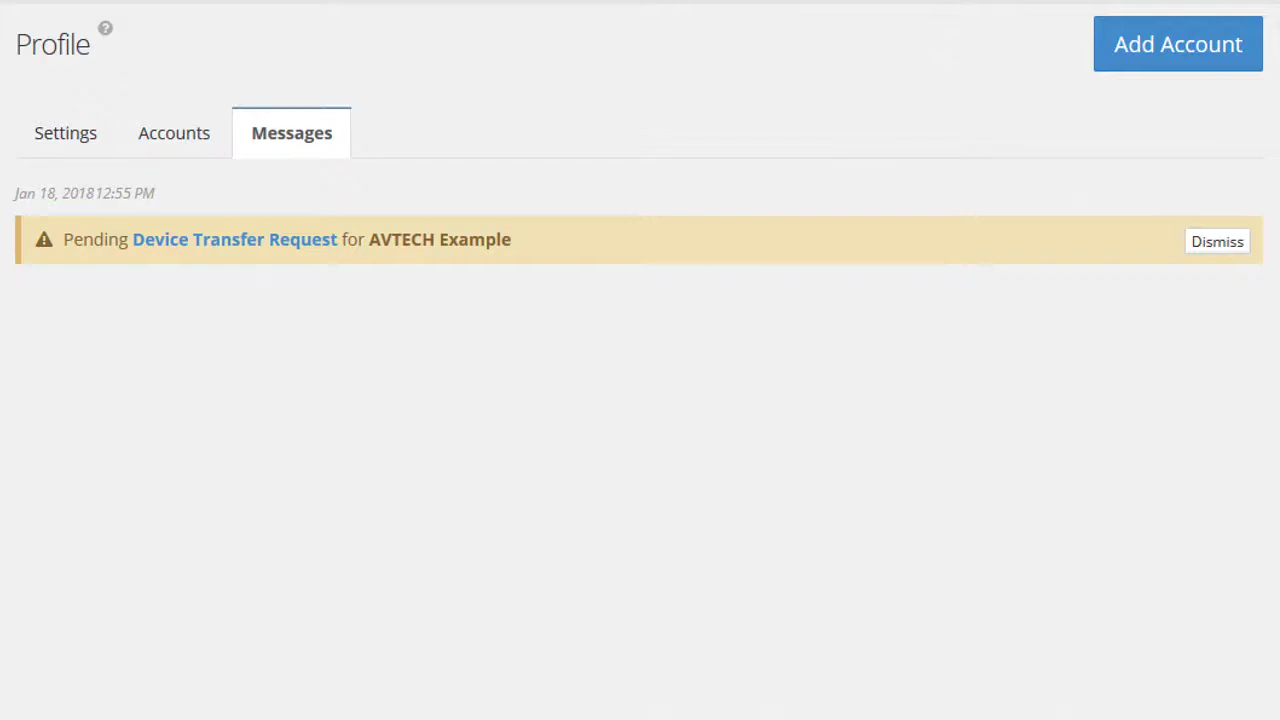 Profile ?
Add Account
Settings Accounts Messages
Jan 18, 2018 12:55 PM
Pending Device Transfer Request for AVTECH Example
Dismiss